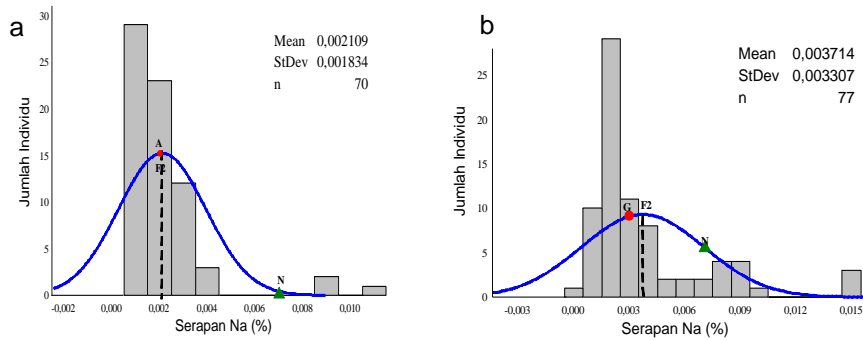 a
Mean 0,002109
StDev 0,001834
n 70
Jumlah Individu
30
25
20
15
10
5
0
A
F2
N
-0,002 0,000 0,002 0,004 0,006 0,008 0,010
Serapan Na (%)
b
Mean 0,003714
StDev 0,003307
n 77
Jumlah Individu
25
20
15
10
5
0
G F2
N
-0,003 0,000 0,003 0,006 0,009 0,012 0,015
Serapan Na (%)